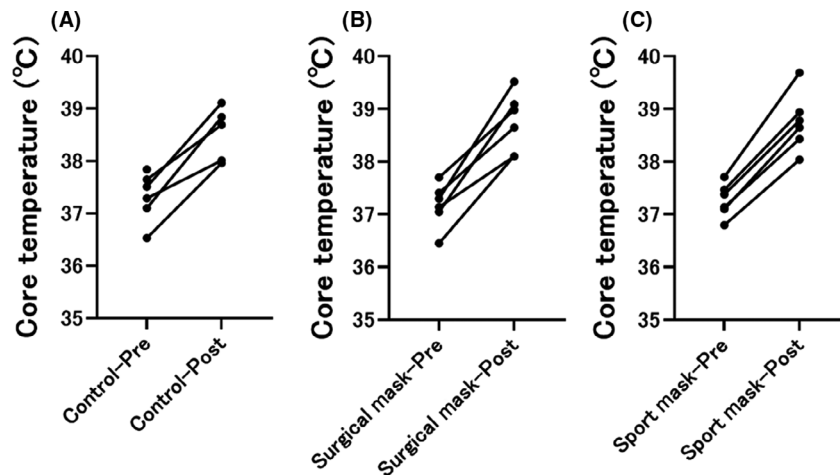 (A)
Core temperature (℃)
40
39
38
37
36
35
Control-Pre
Control-Post
(B)
Core temperature (℃)
40
39
38
37
36
35
Surgical mask-Pre
Surgical mask-Post
(C)
Core temperature (℃)
40
39
38
37
36
35
Sport mask-Pre
Sport mask-Post